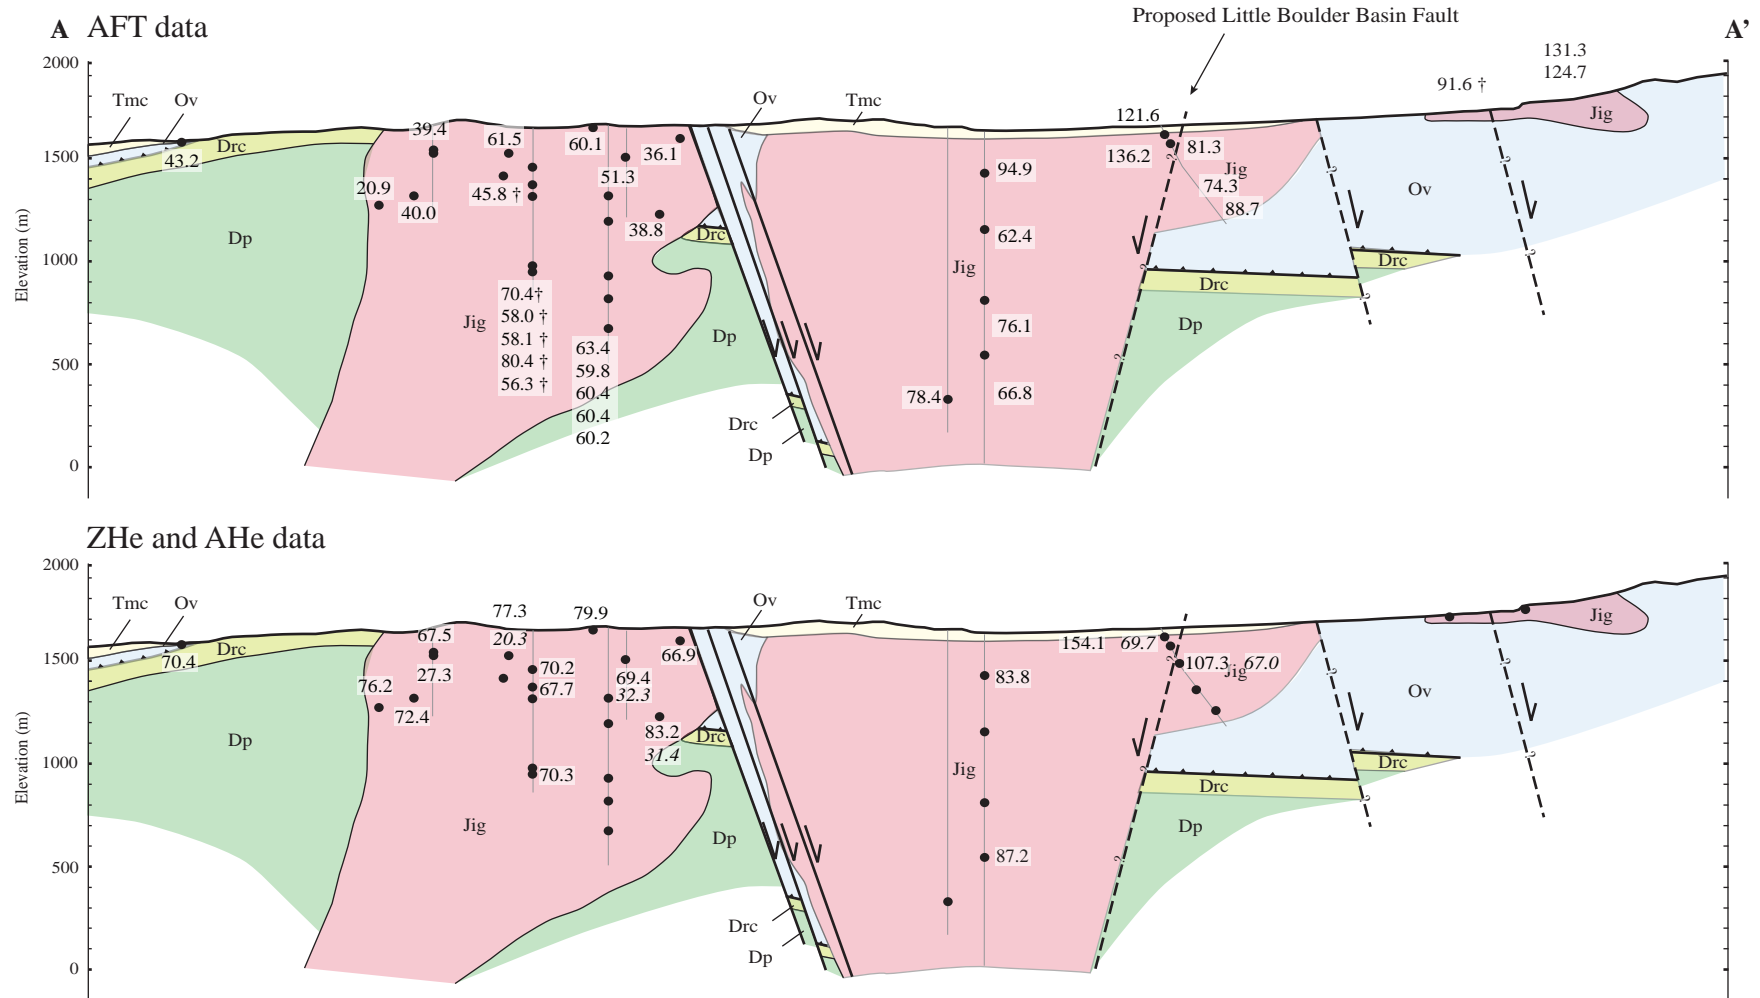 Proposed Little Boulder Basin Fault
A AFT data A'
131.3
124.7
91.6 †
2000
1500
1000
500
0
Elevation (m)
Tmc Ov
Ov
Tmc
121.6
39.4
61.5
60.1
36.1
136.2
81.3
Jig
Jig
43.2
Drc
51.3
94.9
74.3
88.7
20.9
40.0
45.8 †
38.8
62.4
Ov
Dp
Drc
Drc
Drc
Jig
Jig
70.4†
58.0 †
58.1 †
80.4 †
56.3 †
63.4
59.8
60.4
60.4
60.2
Dp
76.1
Dp
78.4
66.8
Drc
Dp
? ? ? ? ? ? ?
ZHe and AHe data
2000
1500
1000
500
0
Elevation (m)
Tmc Ov
77.3
20.3
79.9
Ov
Tmc
67.5
27.3
70.4
Drc
66.9
154.1 69.7
107.3 Jig 67.0
Jig
76.2
72.4
70.2
67.7
69.4
32.3
83.8
83.2
31.4
Ov
Dp
Drc
Drc
Drc
70.3
Jig
Jig
Dp
Dp
87.2
Drc
Dp
? ? ? ? ? ? ?